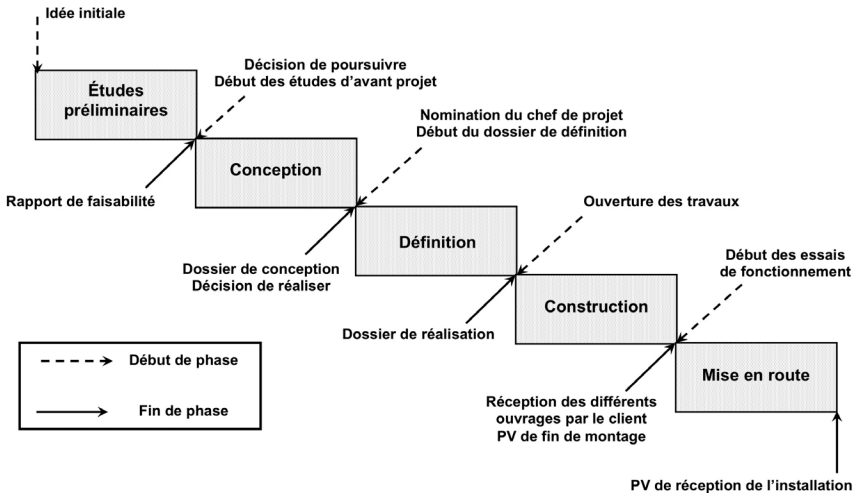 Idée initiale
Études
préliminaires
Décision de poursuivre
Début des études d’avant projet
Rapport de faisabilité
Conception
Nomination du chef de projet
Début du dossier de définition
Dossier de conception
Décision de réaliser
Définition
Ouverture des travaux
Dossier de réalisation
Construction
Début des essais
de fonctionnement
Réception des différents
ouvrages par le client
PV de fin de montage
Mise en route
PV de réception de l’installation
Début de phase
Fin de phase